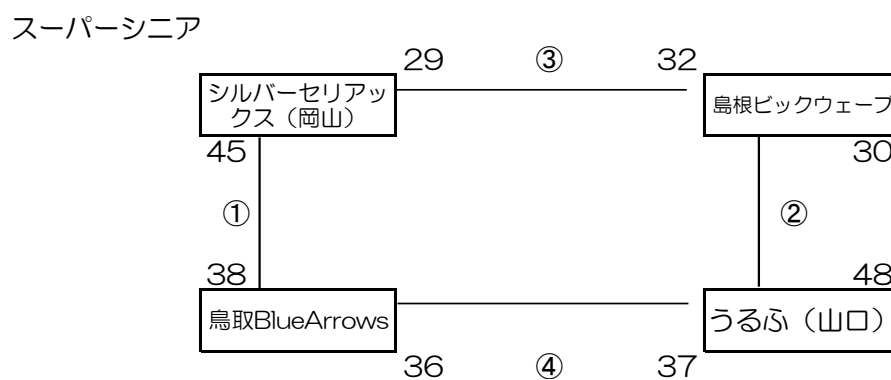 スーパーシニア
29 ③ 32
シルバーセリアッ
クス（岡山）
島根ビックウェーブ
45 30
① ②
38 48
鳥取BlueArrows
うるふ（山口）
36 ④ 37